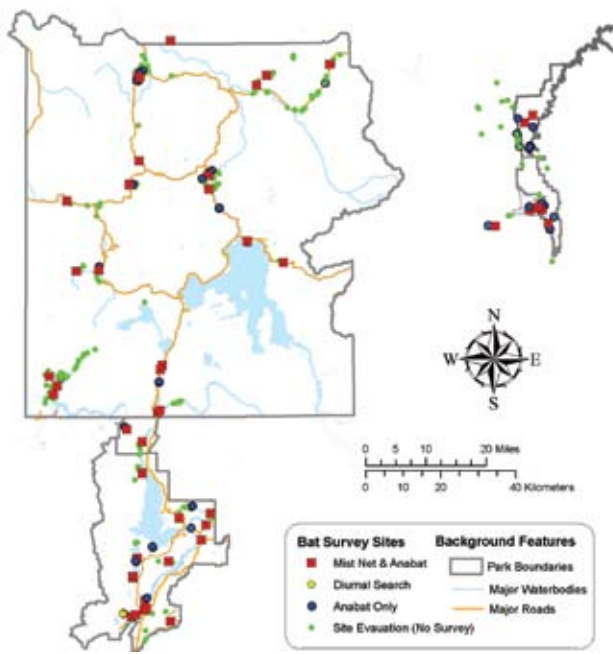 N
W E
S
0 5 10 20 Miles
0 10 20 40 Kilometers
Bat Survey Sites
Mist Net & Anabat
Diurnal Search
Anabat Only
Site Evauation (No Survey)
Background Features
Park Boundaries
Major Waterbodies
Major Roads